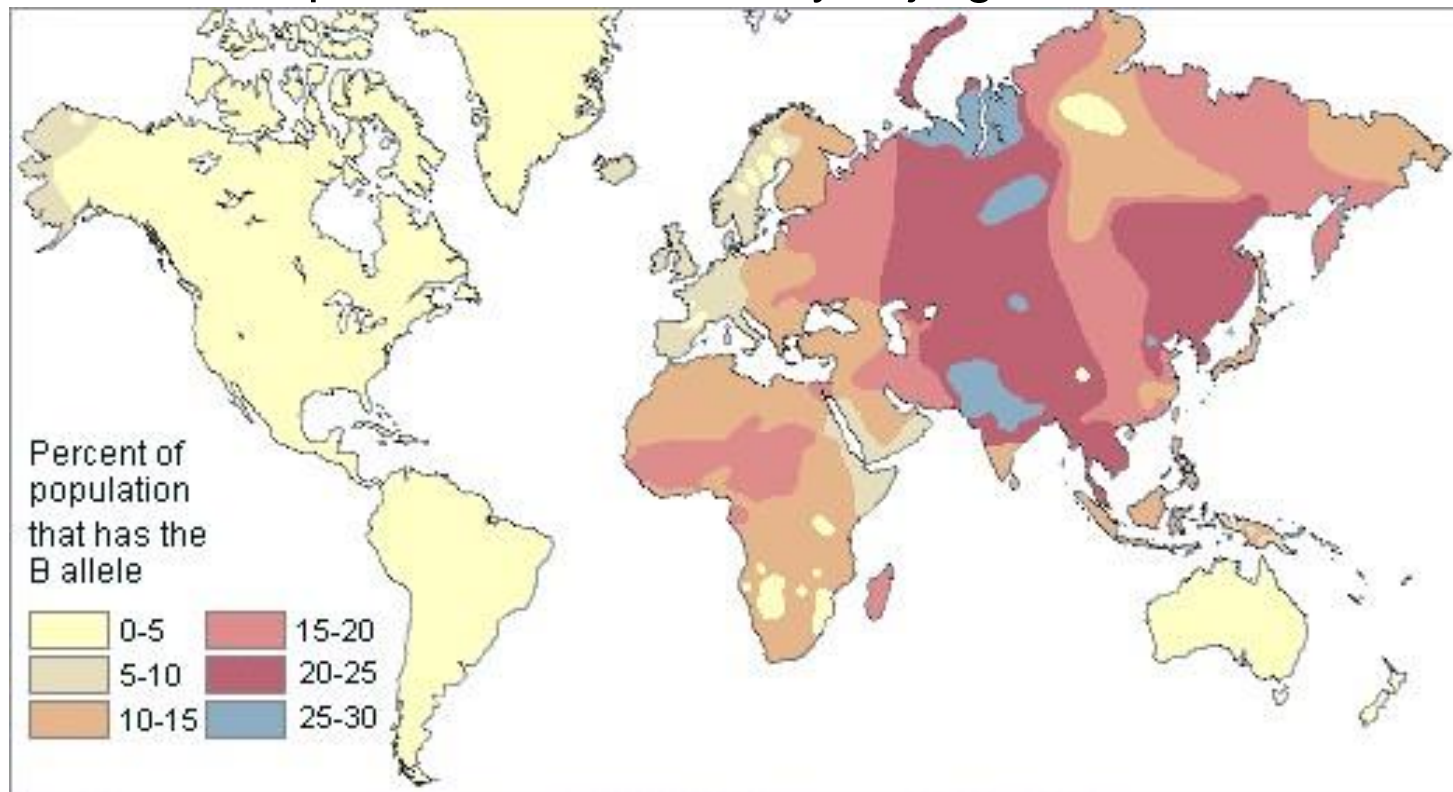 Percent of
population
that has the
B allele
0-5
15-20
5-10
20-25
10-15
25-30